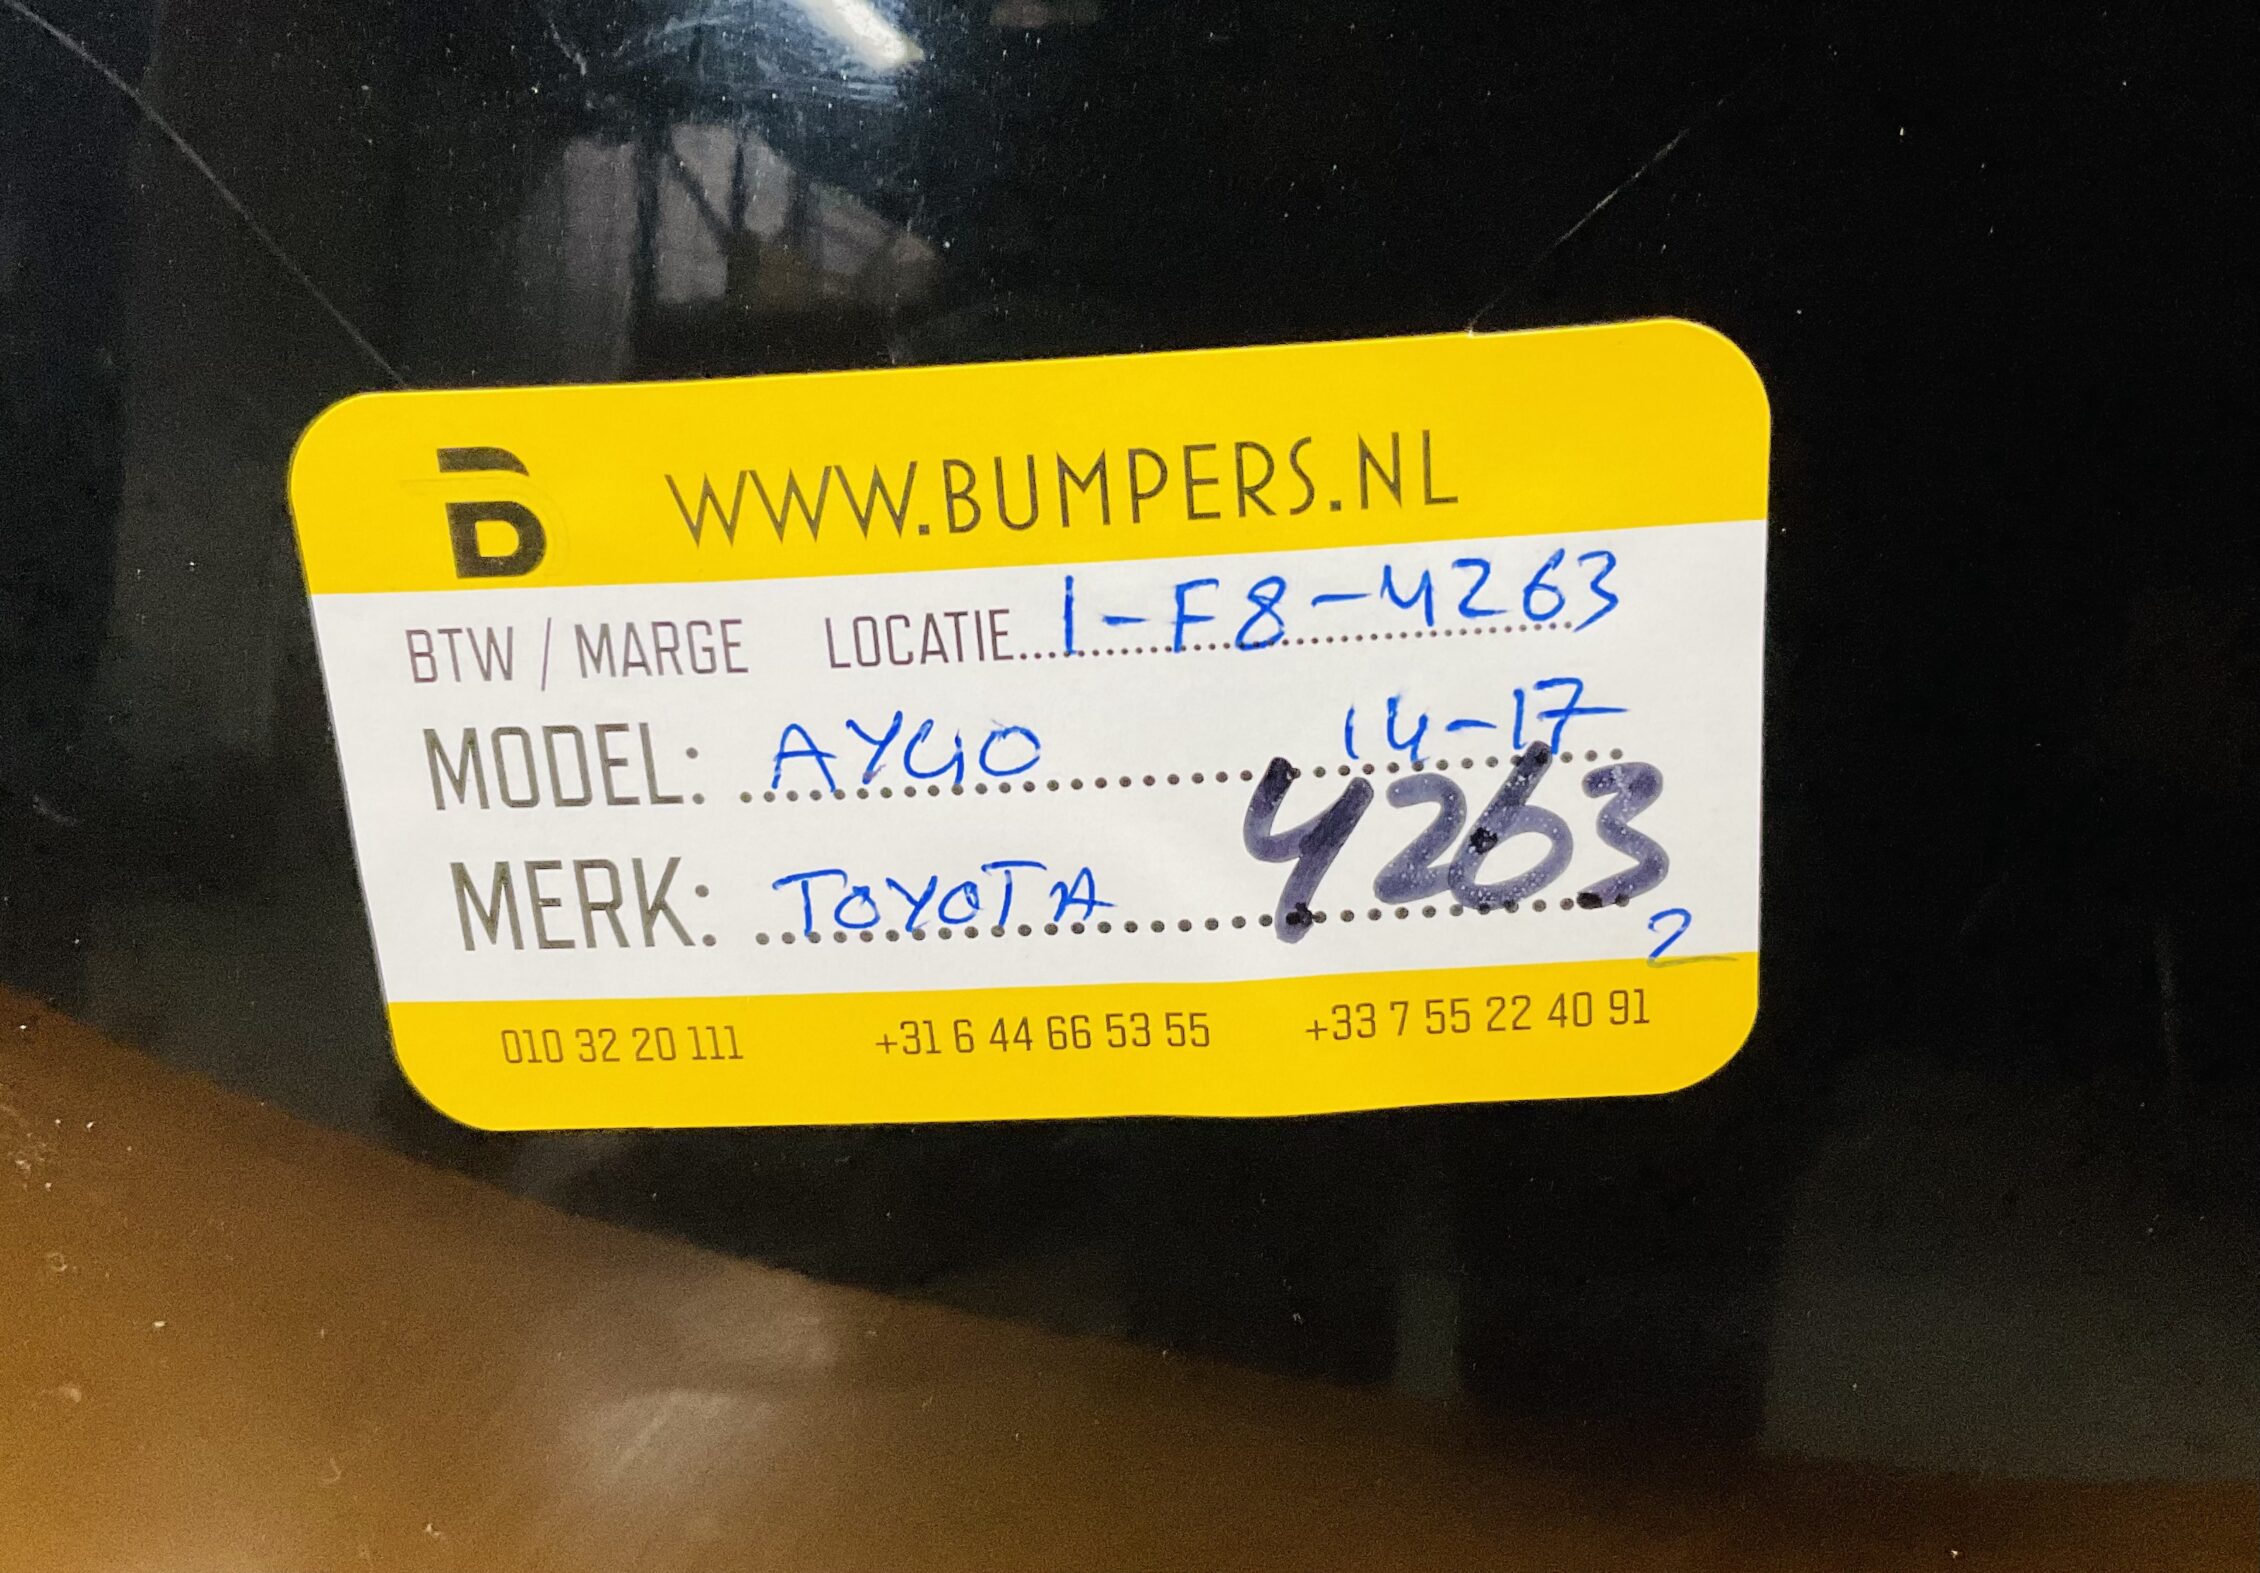 WWW.BUMPERS.NL
BTW / MARGE LOCATIE... 1-F8-4263
MODEL: AYGO 14-17
4263
MERK: TOYOTA
2
010 32 20 111 +31 6 44 66 53 55 +33 7 55 22 40 91